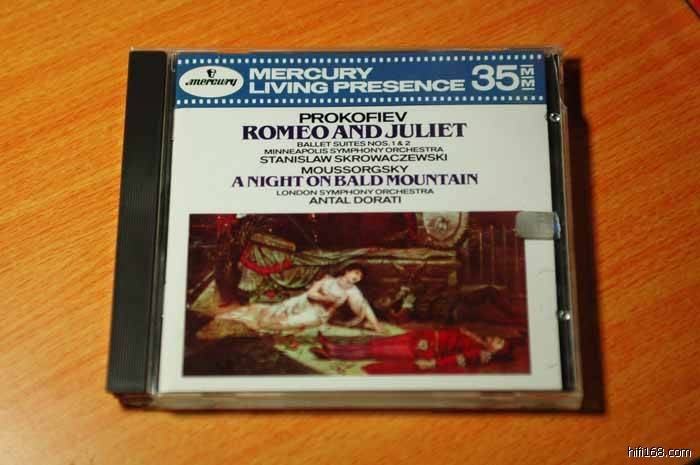 mercury
MERCURY
LIVING PRESENCE
35MM
PROKOFIEV
ROMEO AND JULIET
BALLET SUITES NOS. 1 & 2
MINNEAPOLIS SYMPHONY ORCHESTRA
STANISLAW SKROWACZEWSKI
MOUSSORGSKY
A NIGHT ON BALD MOUNTAIN
LONDON SYMPHONY ORCHESTRA
ANTAL DORATI
hifi168.com